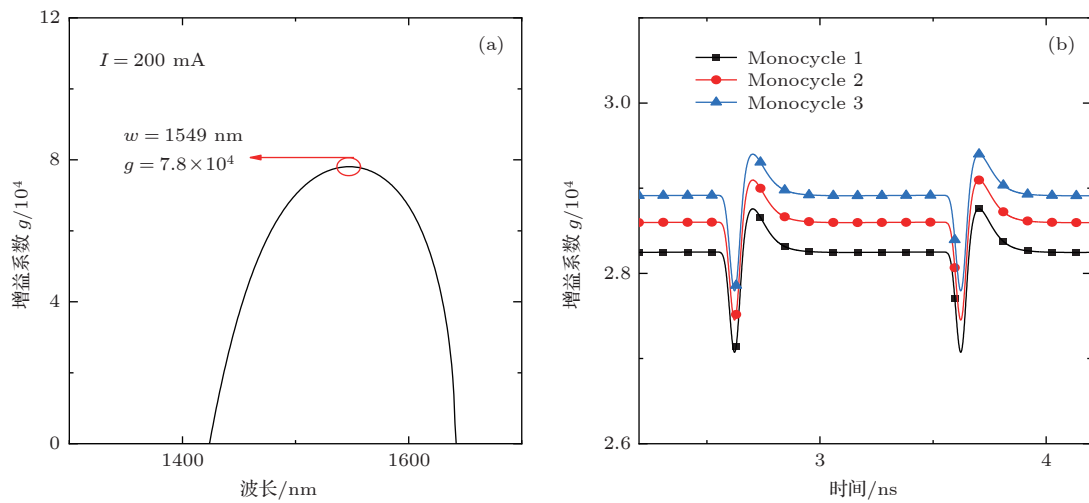 (a)
I = 200 mA
w = 1549 nm
g = 7.8×10⁴
增益系数 g/10⁴
12
8
4
0
1400
1600
波长/nm
(b)
Monocycle 1
Monocycle 2
Monocycle 3
增益系数 g/10⁴
3.0
2.8
2.6
3
4
时间/ns